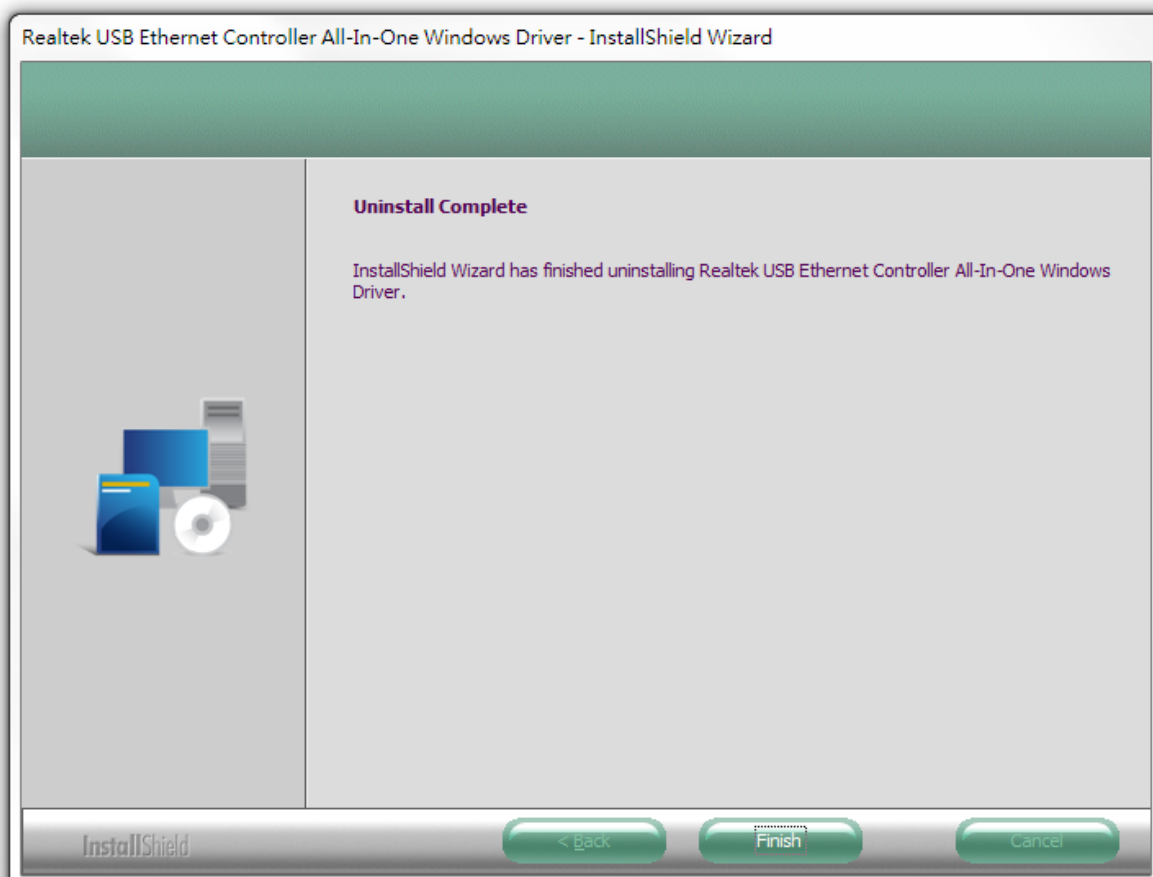 Realtek USB Ethernet Controller All-In-One Windows Driver - InstallShield Wizard
Uninstall Complete
InstallShield Wizard has finished uninstalling Realtek USB Ethernet Controller All-In-One Windows
Driver.
InstallShield
< Back
Finish
Cancel